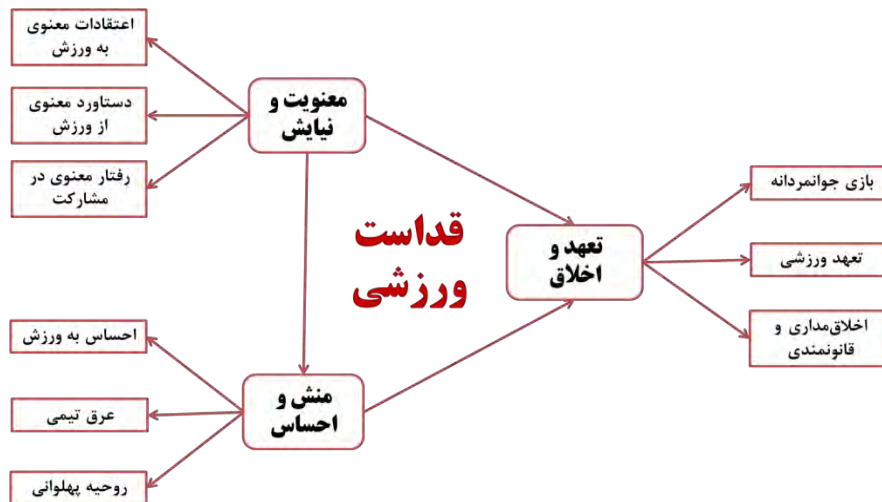 اعتقادات معنوی
به ورزش
دستاورد معنوی
از ورزش
رفتار معنوی در
مشارکت
معنویت و
نیایش
قداست
ورزشی
تعهد و
اخلاق
بازی جوانمردانه
تعهد ورزشی
اخلاق‌مداری و
قانونمندی
منش و
احساس
احساس به ورزش
عرق تیمی
روحیه پهلوانی